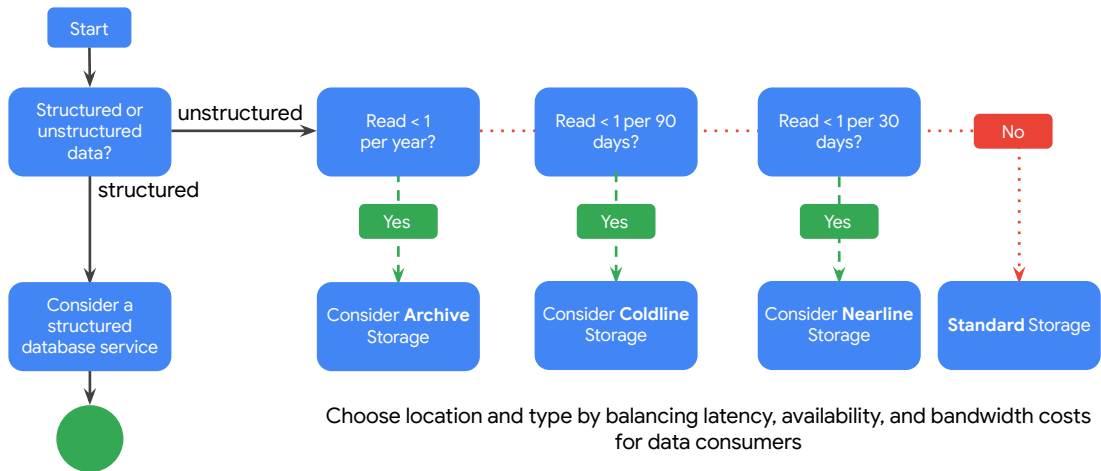 Start
Structured or
unstructured
data?
unstructured
structured
Consider a
structured
database service
Read < 1
per year?
Read < 1 per 90
days?
Read < 1 per 30
days?
No
Yes
Yes
Yes
Consider Archive
Storage
Consider Coldline
Storage
Consider Nearline
Storage
Standard Storage
Choose location and type by balancing latency, availability, and bandwidth costs
for data consumers